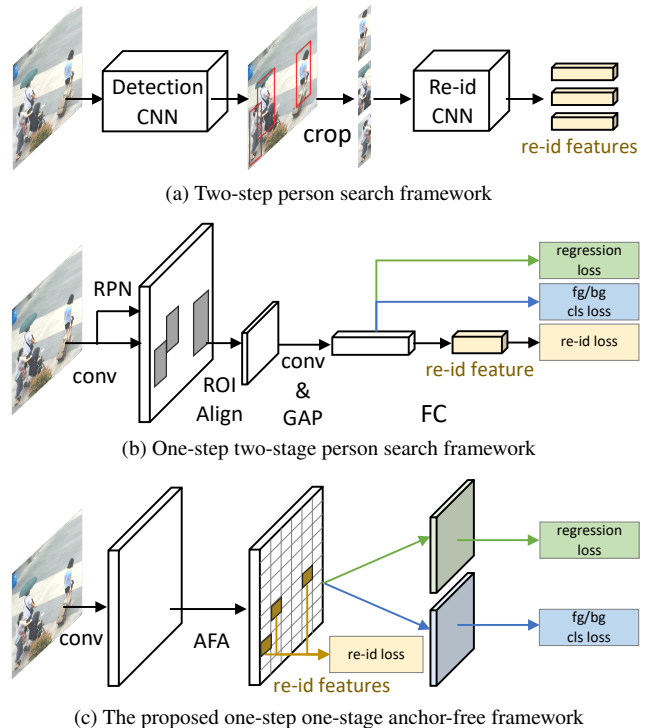 Detection
CNN
crop
Re-id
CNN
re-id features
(a) Two-step person search framework
RPN
conv
ROI
Align
conv
&
GAP
FC
re-id feature
regression
loss
fg/bg
cls loss
re-id loss
(b) One-step two-stage person search framework
conv
AFA
re-id loss
re-id features
regression
loss
fg/bg
cls loss
(c) The proposed one-step one-stage anchor-free framework